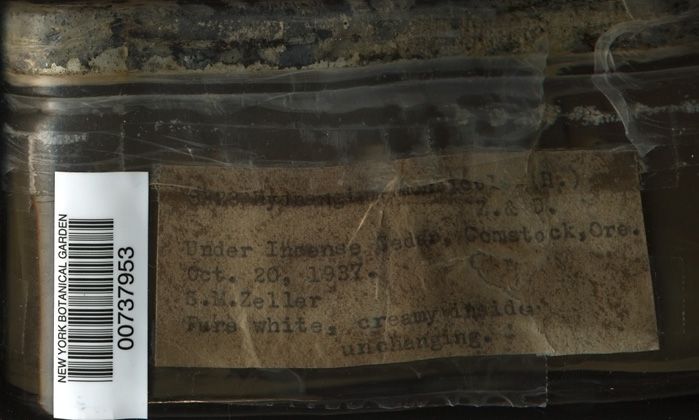 NEW YORK BOTANICAL GARDEN
00737953
Hydnangium (H.)
Z. & D.
Under Incense Cedar, Comstock, Ore.
Oct. 20, 1937.
S.M.Zeller
Pure white, creamy inside
unchanging.